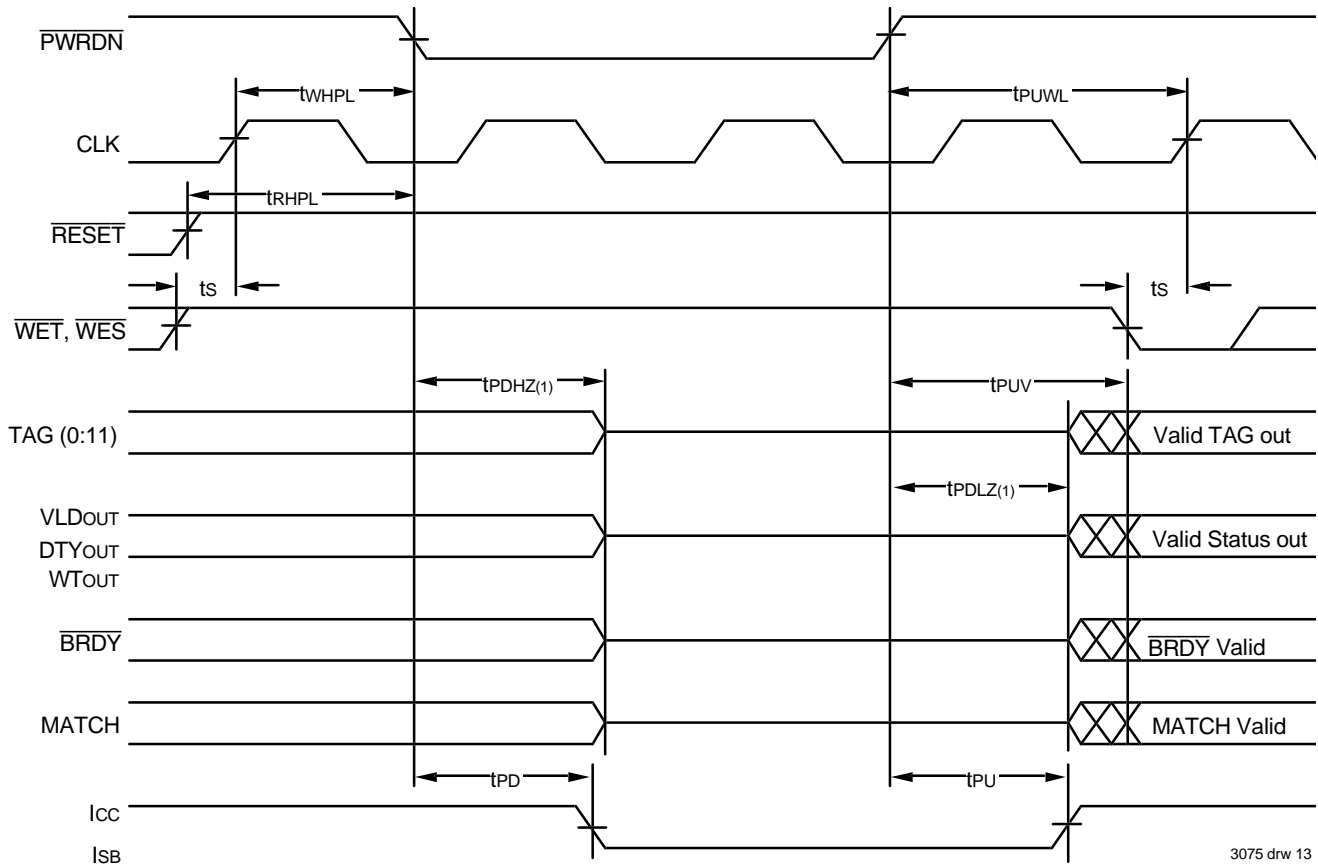 PWRDN
tWHPL
tPUWL
CLK
tRHPL
RESET
tS
tS
WET, WES
tPDHZ(1)
tPUV
TAG (0:11)
Valid TAG out
tPDLZ(1)
VLDOUT
DTYOUT
Valid Status out
WTOUT
BRDY
BRDY Valid
MATCH
MATCH Valid
tPD
tPU
ICC
ISB
3075 drw 13